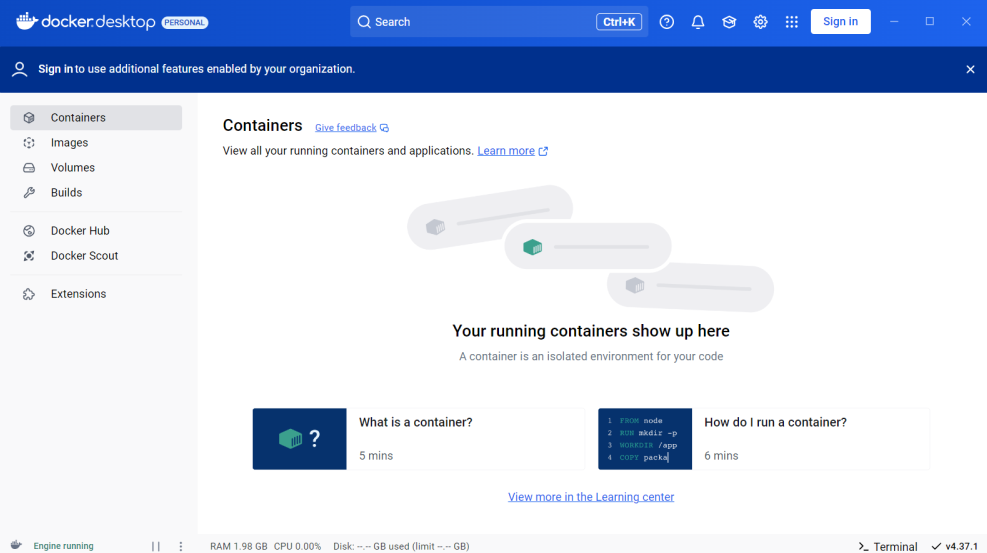 docker.desktop PERSONAL Search Ctrl+K Sign in
Sign in to use additional features enabled by your organization.
Containers
Images
Volumes
Builds
Docker Hub
Docker Scout
Extensions
Containers Give feedback
View all your running containers and applications. Learn more
Your running containers show up here
A container is an isolated environment for your code
?
What is a container?
5 mins
1 FROM node
2 RUN mkdir -p
3 WORKDIR /app
4 COPY packa
How do I run a container?
6 mins
View more in the Learning center
Engine running RAM 1.98 GB CPU 0.00% Disk: --.-- GB used (limit --.-- GB) >_ Terminal v4.37.1